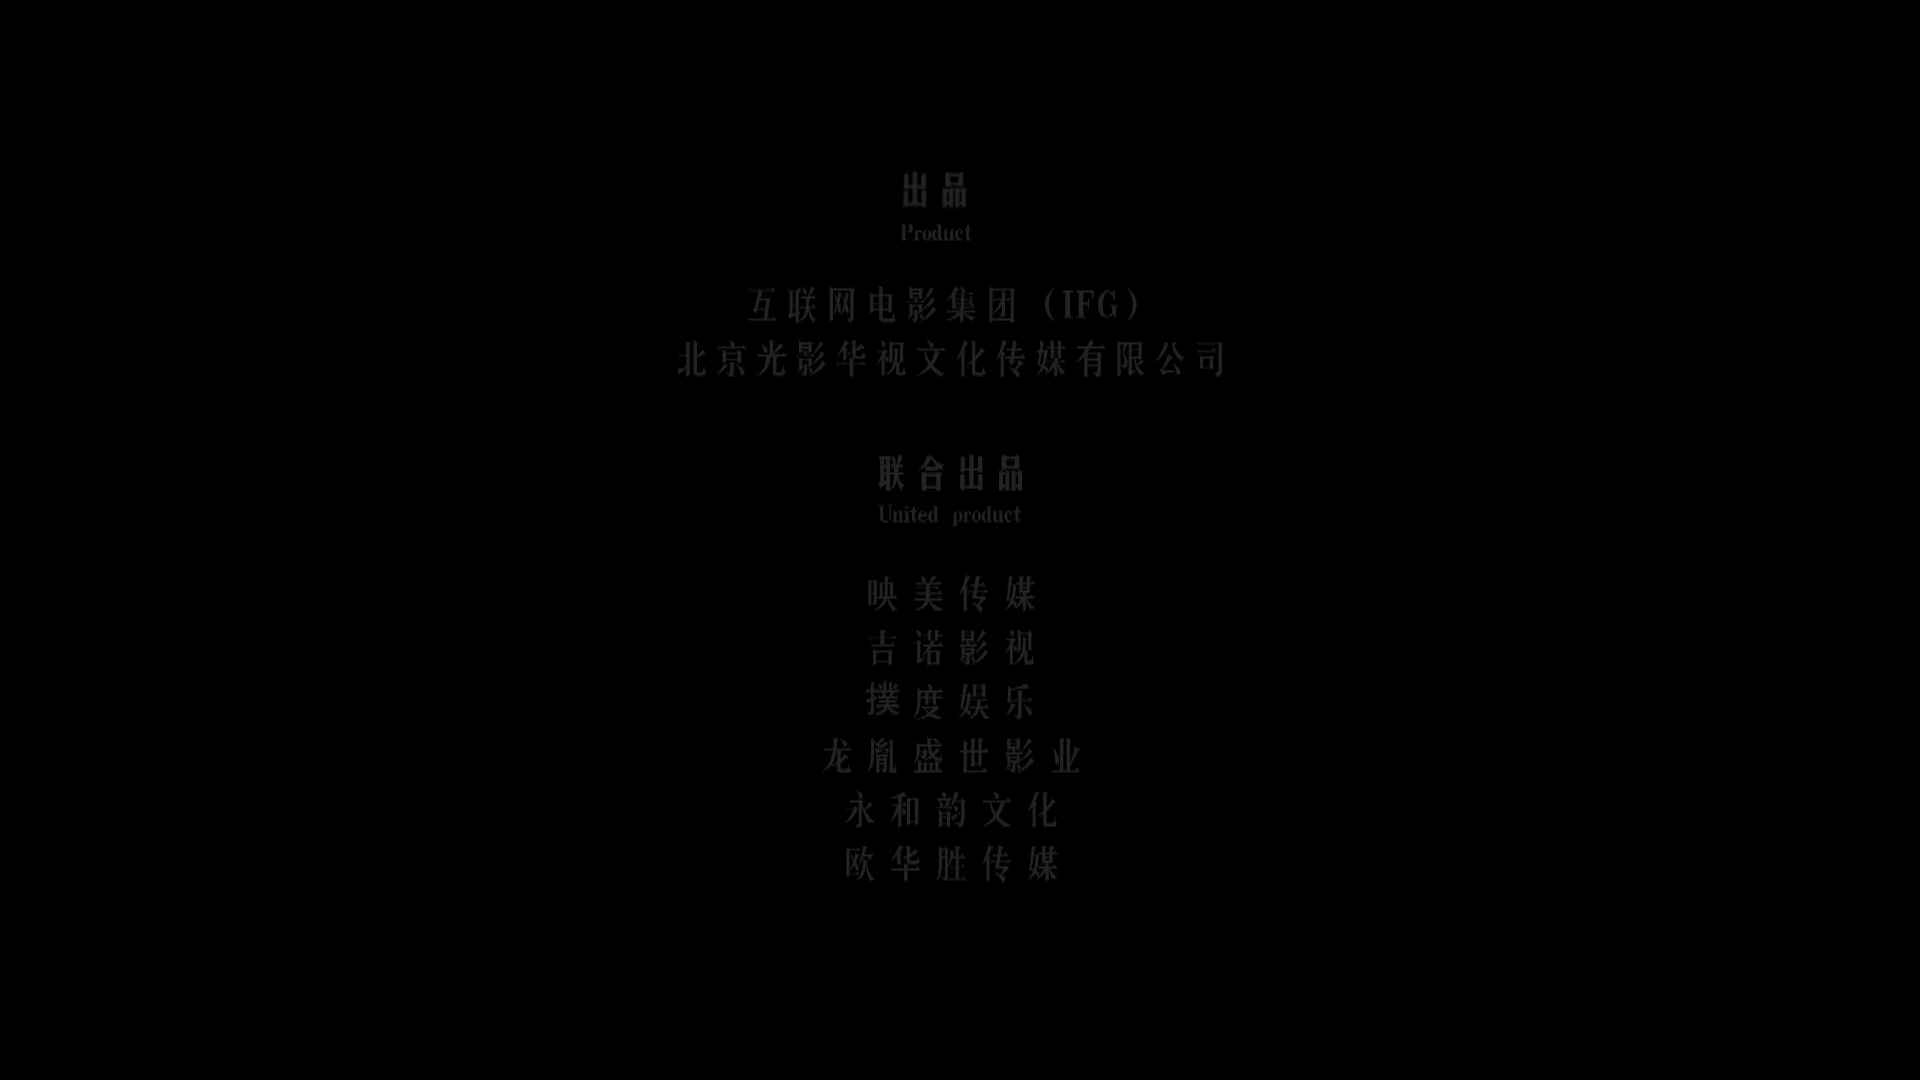 出品
Product
互联网电影集团（IFG）
北京光影华视文化传媒有限公司
联合出品
United product
映美传媒
吉诺影视
撲度娱乐
龙胤盛世影业
永和韵文化
欧华胜传媒